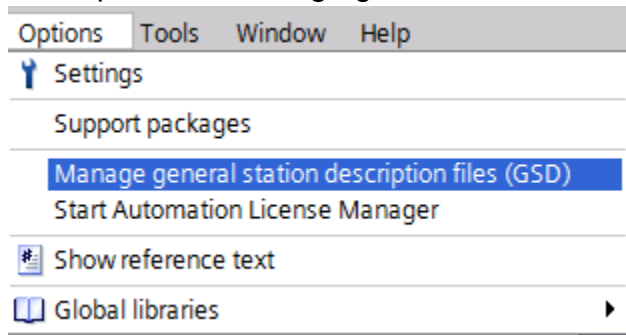 Options Tools Window Help
Settings
Support packages
Manage general station description files (GSD)
Start Automation License Manager
Show reference text
Global libraries